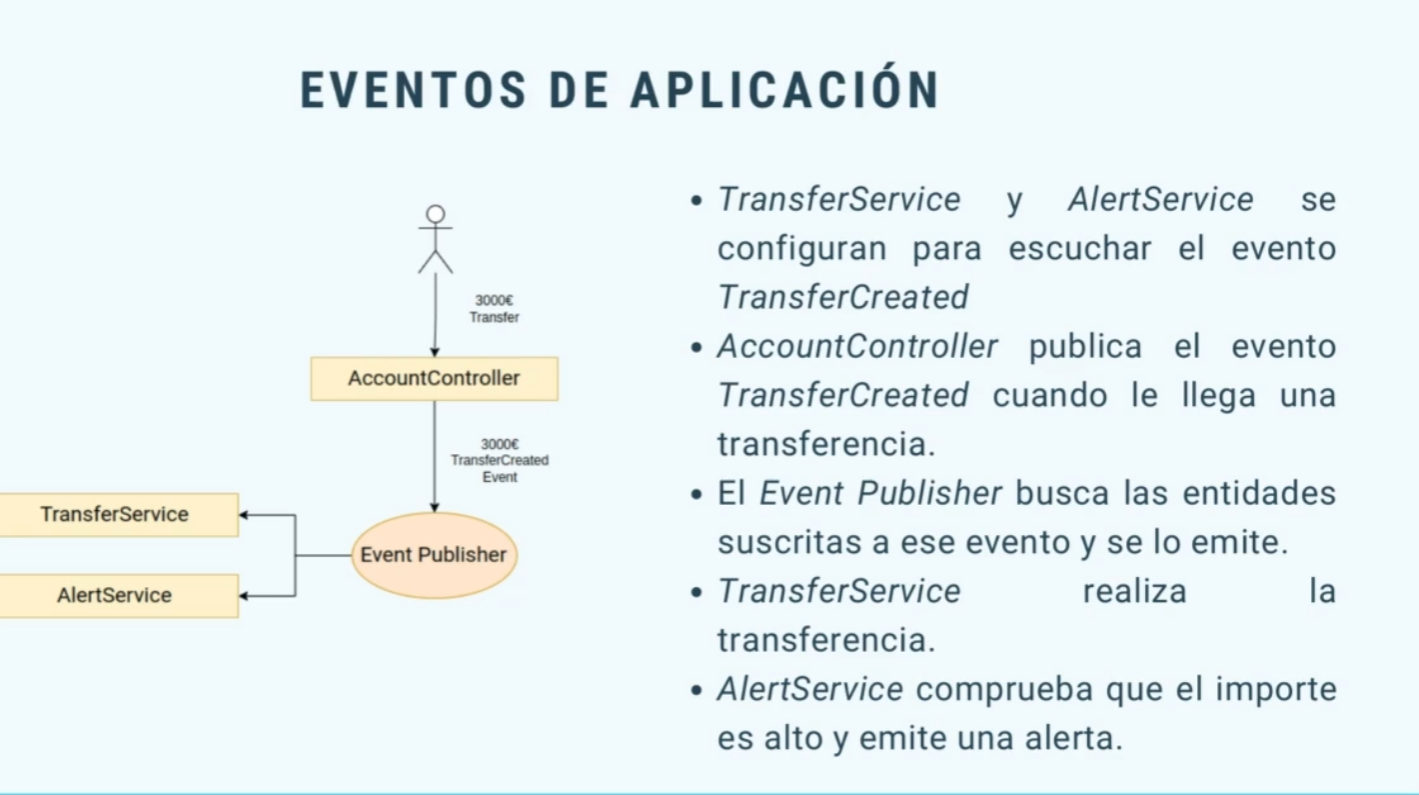 EVENTOS DE APLICACIÓN
3000€
Transfer
AccountController
3000€
TransferCreated
Event
TransferService
Event Publisher
AlertService
• TransferService y AlertService se
configuran para escuchar el evento
TransferCreated
• AccountController publica el evento
TransferCreated cuando le llega una
transferencia.
• El Event Publisher busca las entidades
suscritas a ese evento y se lo emite.
• TransferService realiza la
transferencia.
• AlertService comprueba que el importe
es alto y emite una alerta.